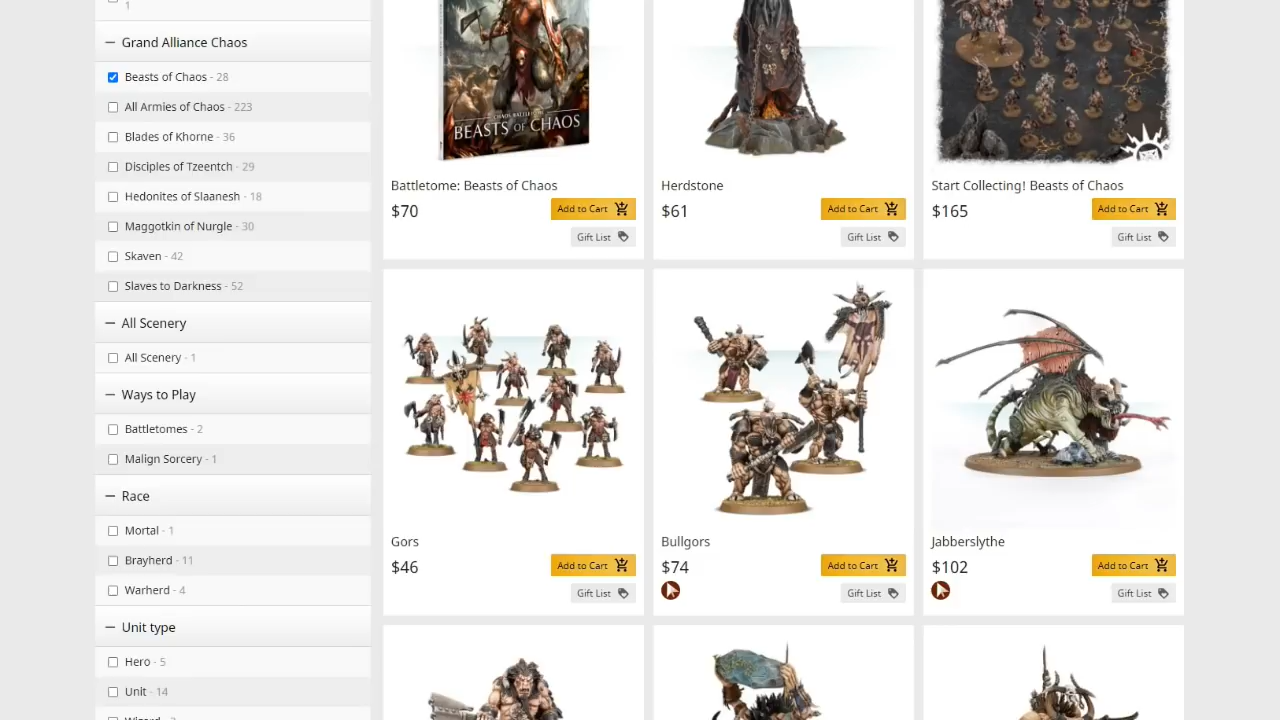 1
Grand Alliance Chaos
Beasts of Chaos - 28
All Armies of Chaos - 223
Blades of Khorne - 36
Disciples of Tzeentch - 29
Hedonites of Slaanesh - 18
Maggotkin of Nurgle - 30
Skaven - 42
Slaves to Darkness - 52
All Scenery
All Scenery - 1
Ways to Play
Battletomes - 2
Malign Sorcery - 1
Race
Mortal - 1
Brayherd - 11
Warherd - 4
Unit type
Hero - 5
Unit - 14
BEASTS OF CHAOS
Battletome: Beasts of Chaos
$70
Add to Cart
Gift List
Herdstone
$61
Add to Cart
Gift List
Start Collecting! Beasts of Chaos
$165
Add to Cart
Gift List
Gors
$46
Add to Cart
Gift List
Bullgors
$74
Add to Cart
Gift List
Jabberslythe
$102
Add to Cart
Gift List